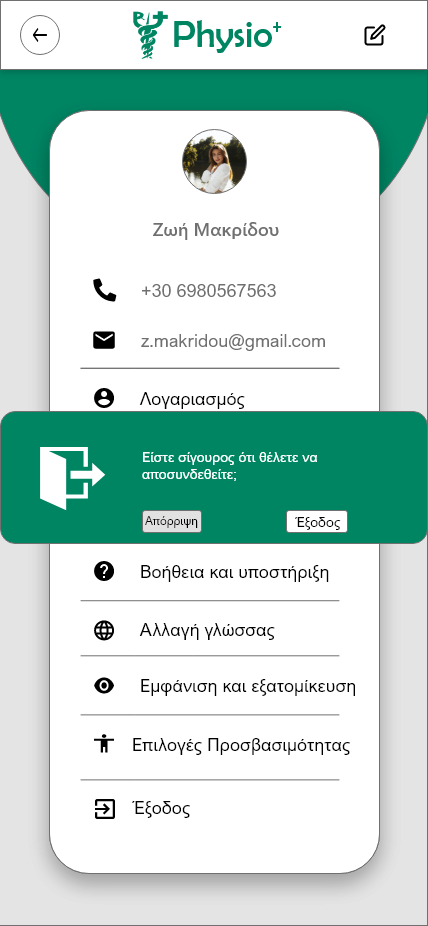 Physio+
Ζωή Μακρίδου
+30 6980567563
z.makridou@gmail.com
Λογαριασμός
Είστε σίγουρος ότι θέλετε να
αποσυνδεθείτε;
Απόρριψη
Έξοδος
Βοήθεια και υποστήριξη
Αλλαγή γλώσσας
Εμφάνιση και εξατομίκευση
Επιλογές Προσβασιμότητας
Έξοδος